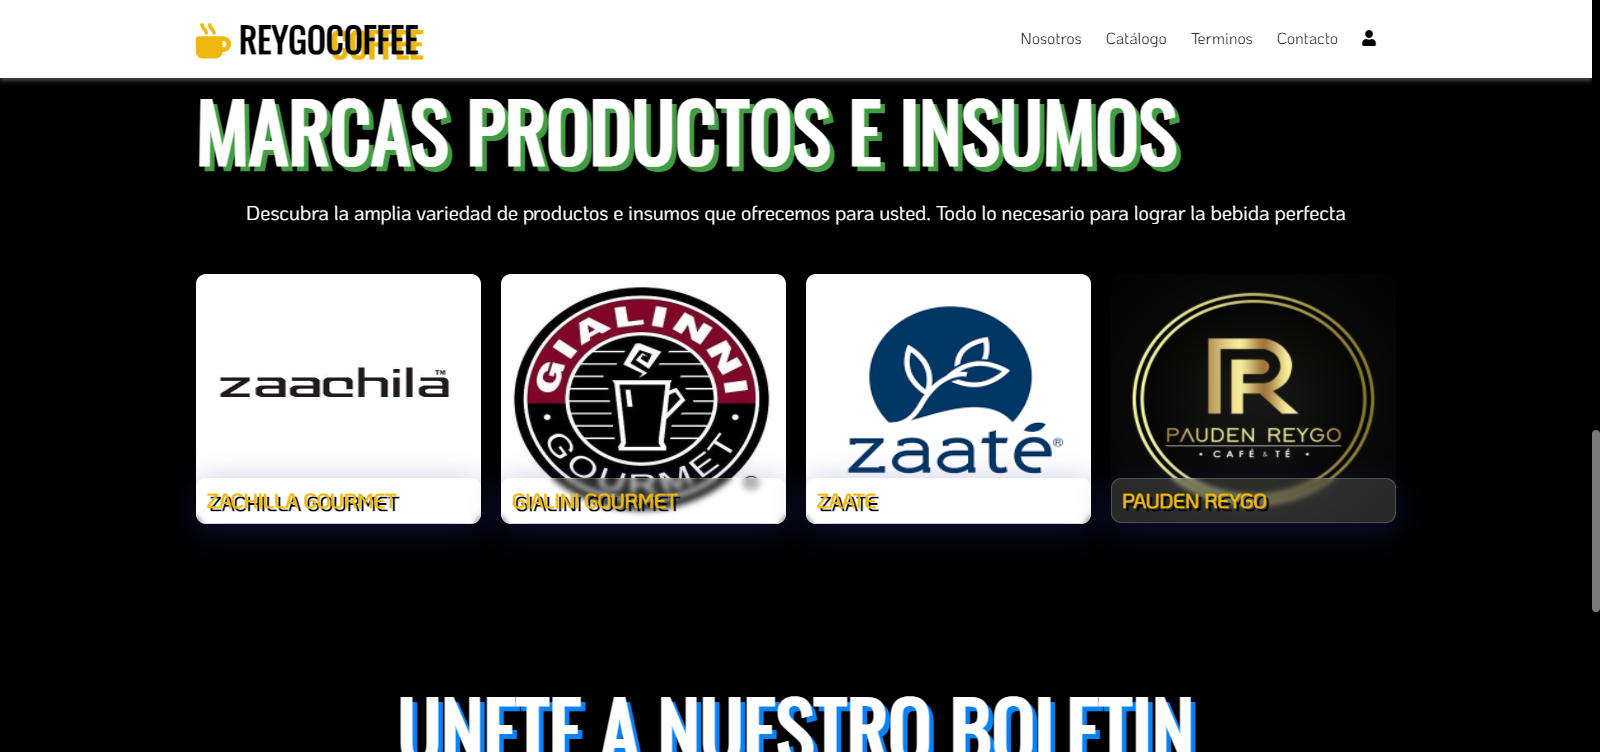 REYGOCOFFEE
Nosotros Catálogo Terminos Contacto
MARCAS PRODUCTOS E INSUMOS
Descubra la amplia variedad de productos e insumos que ofrecemos para usted. Todo lo necesario para lograr la bebida perfecta
zaachila™
GIALINNI
GOURMET
zaaté®
PR
PAUDEN REYGO
• CAFÉ & TÉ •
ZACHILLA GOURMET
GIALINI GOURMET
ZAATE
PAUDEN REYGO
UNETE A NUESTRO BOLETIN